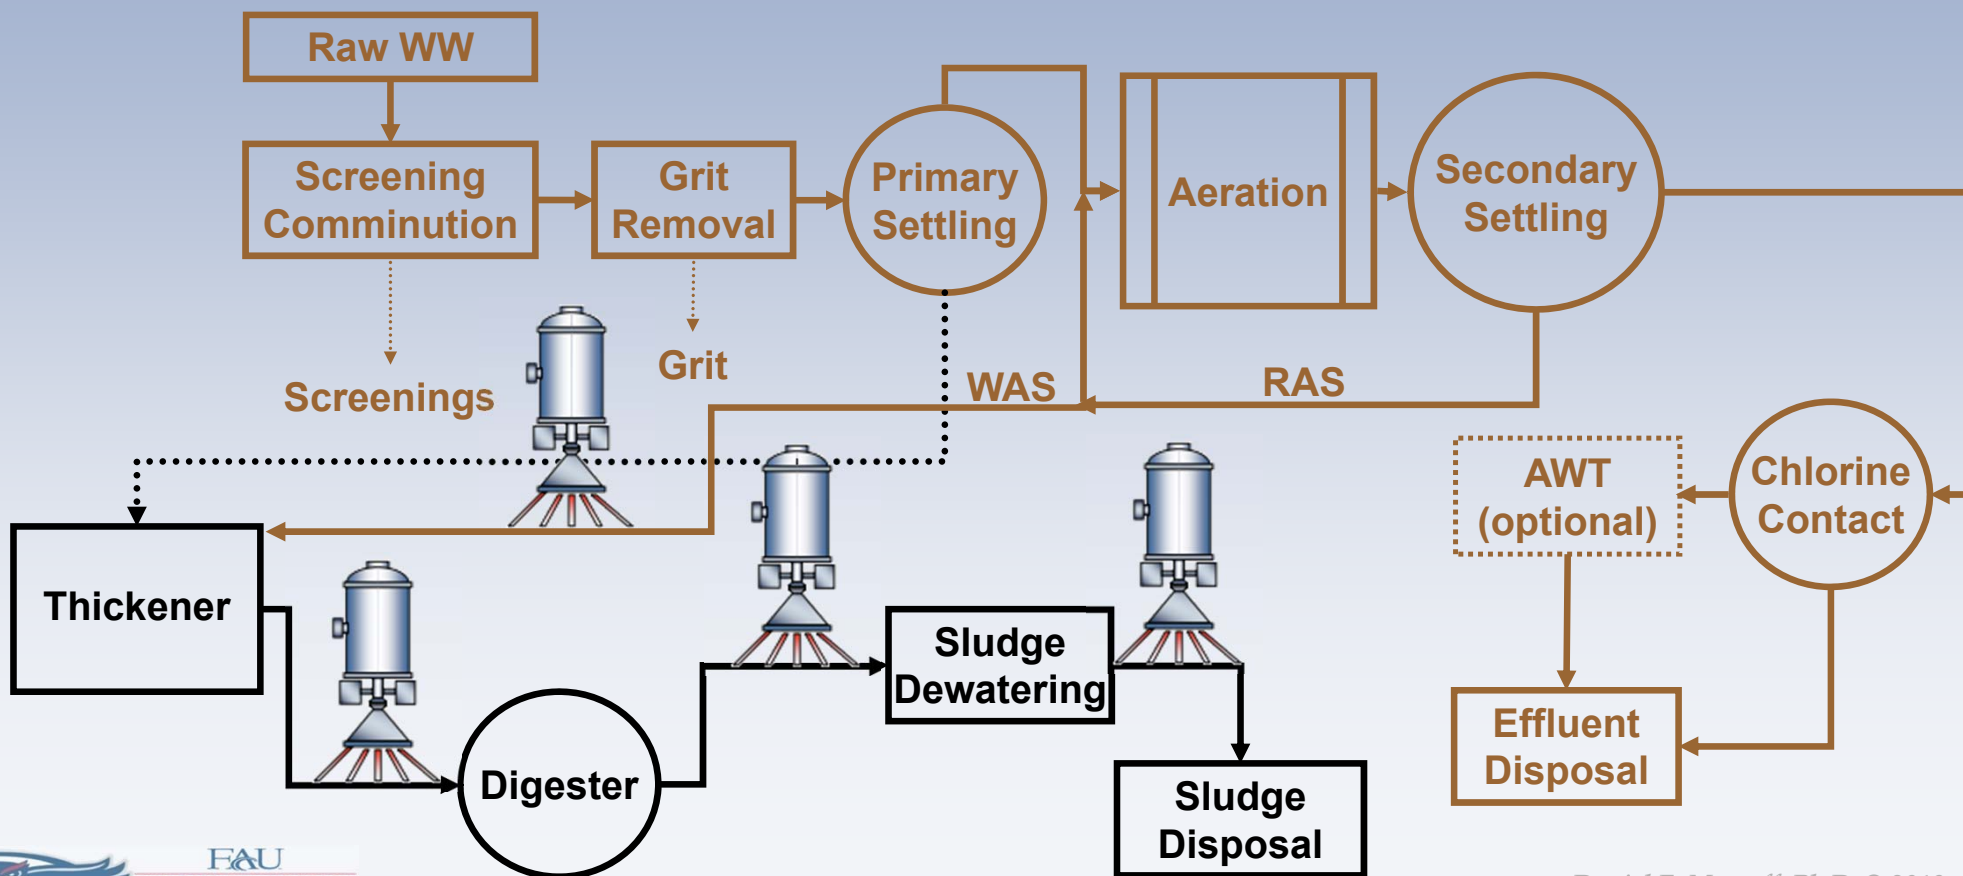 Raw WW
Screening
Comminution
Grit
Removal
Primary
Settling
Aeration
Secondary
Settling
Screenings
Grit
WAS
RAS
AWT
(optional)
Chlorine
Contact
Thickener
Sludge
Dewatering
Effluent
Disposal
Digester
Sludge
Disposal
FAU